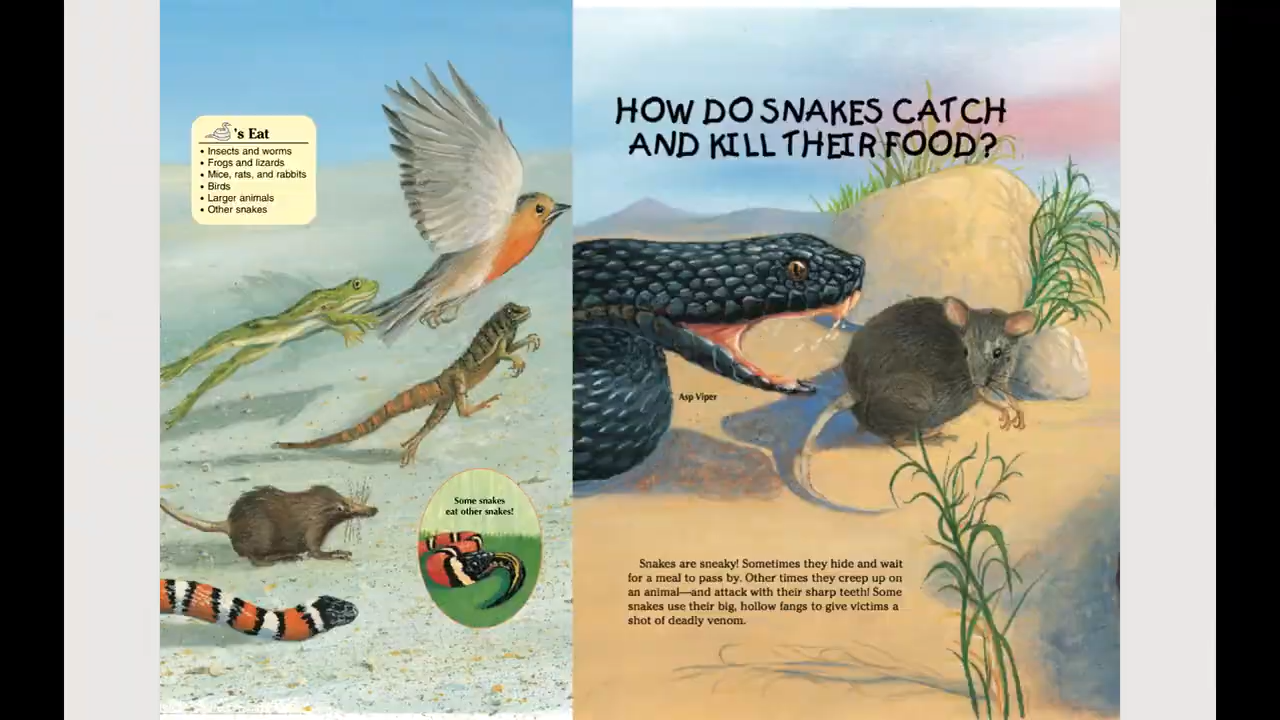 's Eat
• Insects and worms
• Frogs and lizards
• Mice, rats, and rabbits
• Birds
• Larger animals
• Other snakes
Some snakes
eat other snakes!
HOW DO SNAKES CATCH
AND KILL THEIR FOOD?
Asp Viper
Snakes are sneaky! Sometimes they hide and wait
for a meal to pass by. Other times they creep up on
an animal—and attack with their sharp teeth! Some
snakes use their big, hollow fangs to give victims a
shot of deadly venom.